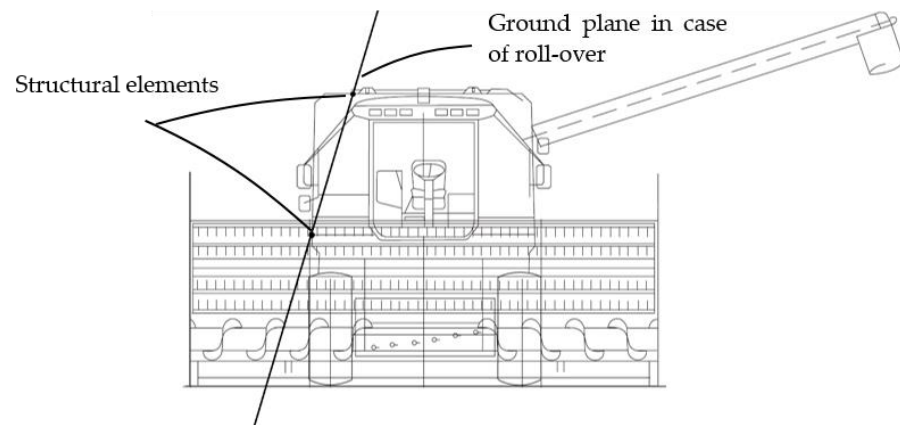 Ground plane in case
of roll-over
Structural elements